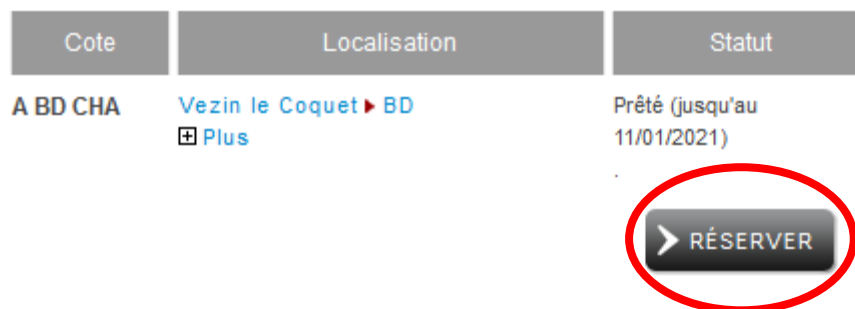 Cote Localisation Statut
A BD CHA Vezin le Coquet BD Prêté (jusqu'au
Plus 11/01/2021)
.
RÉSERVER